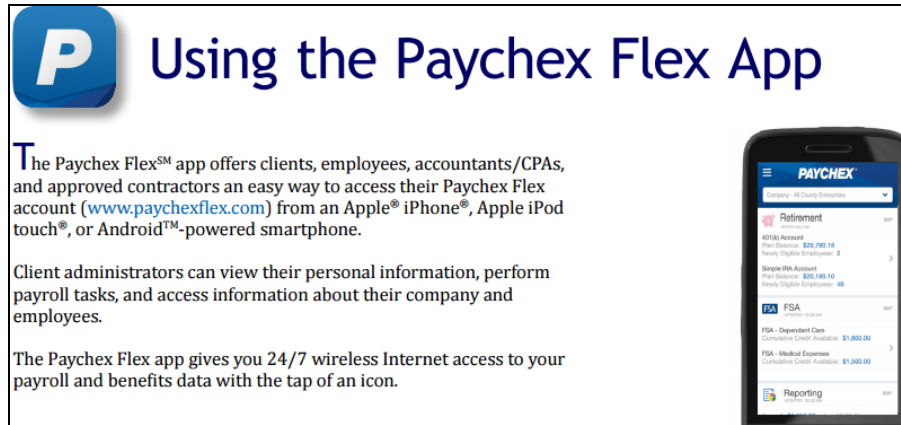 P
Using the Paychex Flex App
The Paychex Flex℠ app offers clients, employees, accountants/CPAs,
and approved contractors an easy way to access their Paychex Flex
account (www.paychexflex.com) from an Apple® iPhone®, Apple iPod
touch®, or Android™-powered smartphone.
Client administrators can view their personal information, perform
payroll tasks, and access information about their company and
employees.
The Paychex Flex app gives you 24/7 wireless Internet access to your
payroll and benefits data with the tap of an icon.
PAYCHEX
Company - All County Enterprises
Retirement
EDIT
401(k) Account
Plan Balance: $20,790.16
Newly Eligible Employees: 2
Simple IRA Account
Plan Balance: $20,190.10
Newly Eligible Employees: 46
FSA FSA
EDIT
FSA - Dependent Care
Cumulative Credit Available: $1,800.00
FSA - Medical Expenses
Cumulative Credit Available: $1,500.00
Reporting
EDIT